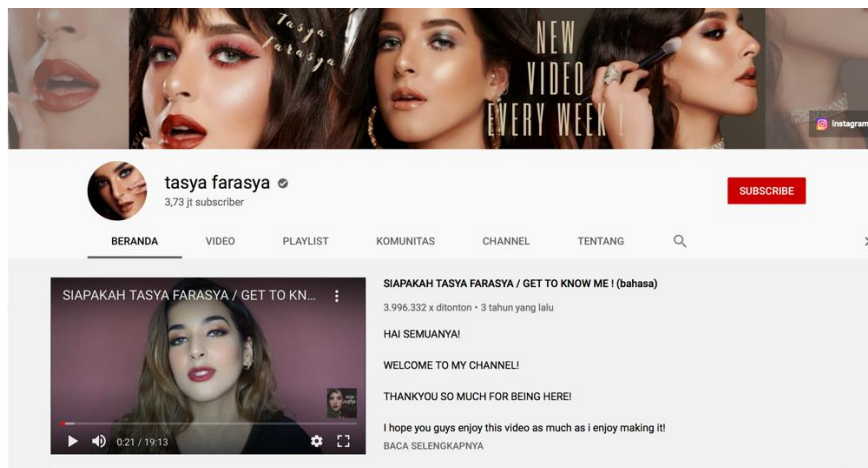 Tasya
Farasya
NEW
VIDEO
EVERY WEEK !
Instagram
tasya farasya
3,73 jt subscriber
SUBSCRIBE
BERANDA VIDEO PLAYLIST KOMUNITAS CHANNEL TENTANG
SIAPAKAH TASYA FARASYA / GET TO KN...
0:21 / 19:13
SIAPAKAH TASYA FARASYA / GET TO KNOW ME ! (bahasa)
3.996.332 x ditonton • 3 tahun yang lalu
HAI SEMUANYA!
WELCOME TO MY CHANNEL!
THANKYOU SO MUCH FOR BEING HERE!
I hope you guys enjoy this video as much as i enjoy making it!
BACA SELENGKAPNYA